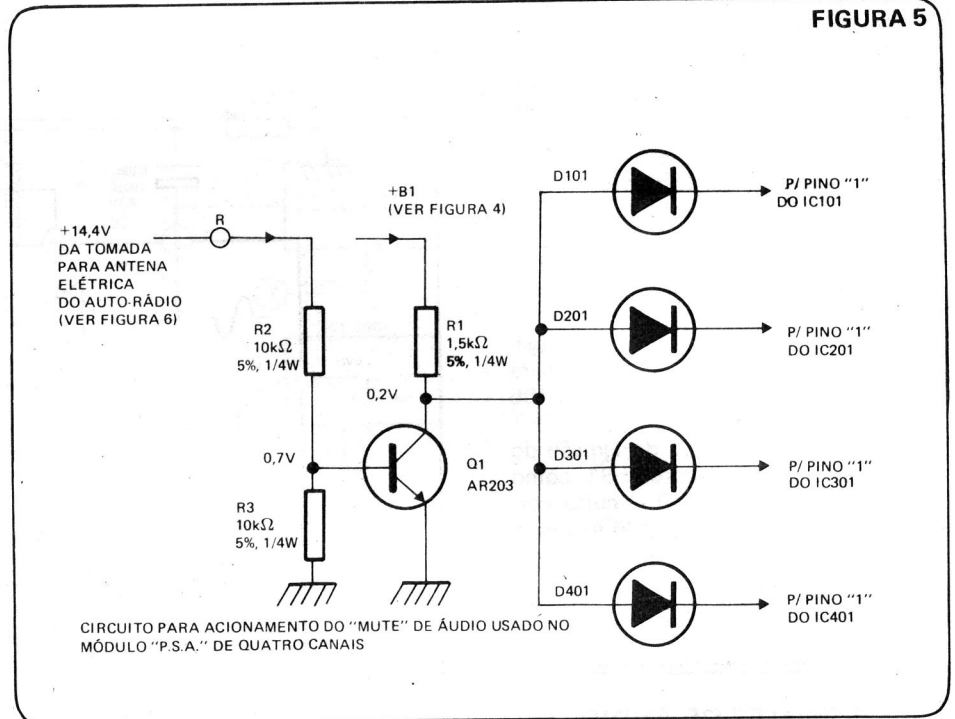 FIGURA 5
+14,4V
DA TOMADA
PARA ANTENA
ELÉTRICA
DO AUTO-RÁDIO
(VER FIGURA 6)
R
+B1
(VER FIGURA 4)
R2
10kΩ
5%, 1/4W
R1
1,5kΩ
5%, 1/4W
0,2V
0,7V
Q1
AR203
R3
10kΩ
5%, 1/4W
D101
P/ PINO "1"
DO IC101
D201
P/ PINO "1"
DO IC201
D301
P/ PINO "1"
DO IC301
D401
P/ PINO "1"
DO IC401
CIRCUITO PARA ACIONAMENTO DO "MUTE" DE ÁUDIO USADO NO
MÓDULO "P.S.A." DE QUATRO CANAIS